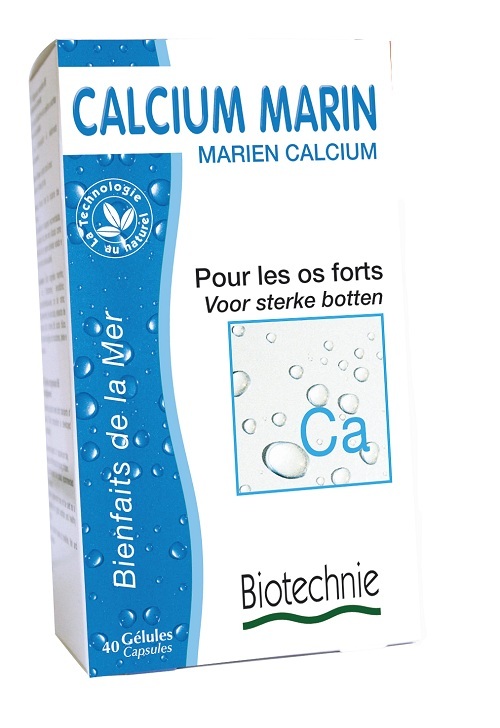 CALCIUM MARIN
MARIEN CALCIUM
La Technologie
au naturel
Pour les os forts
Voor sterke botten
Ca
Bienfaits de la Mer
Biotechnie
40 Gélules
Capsules